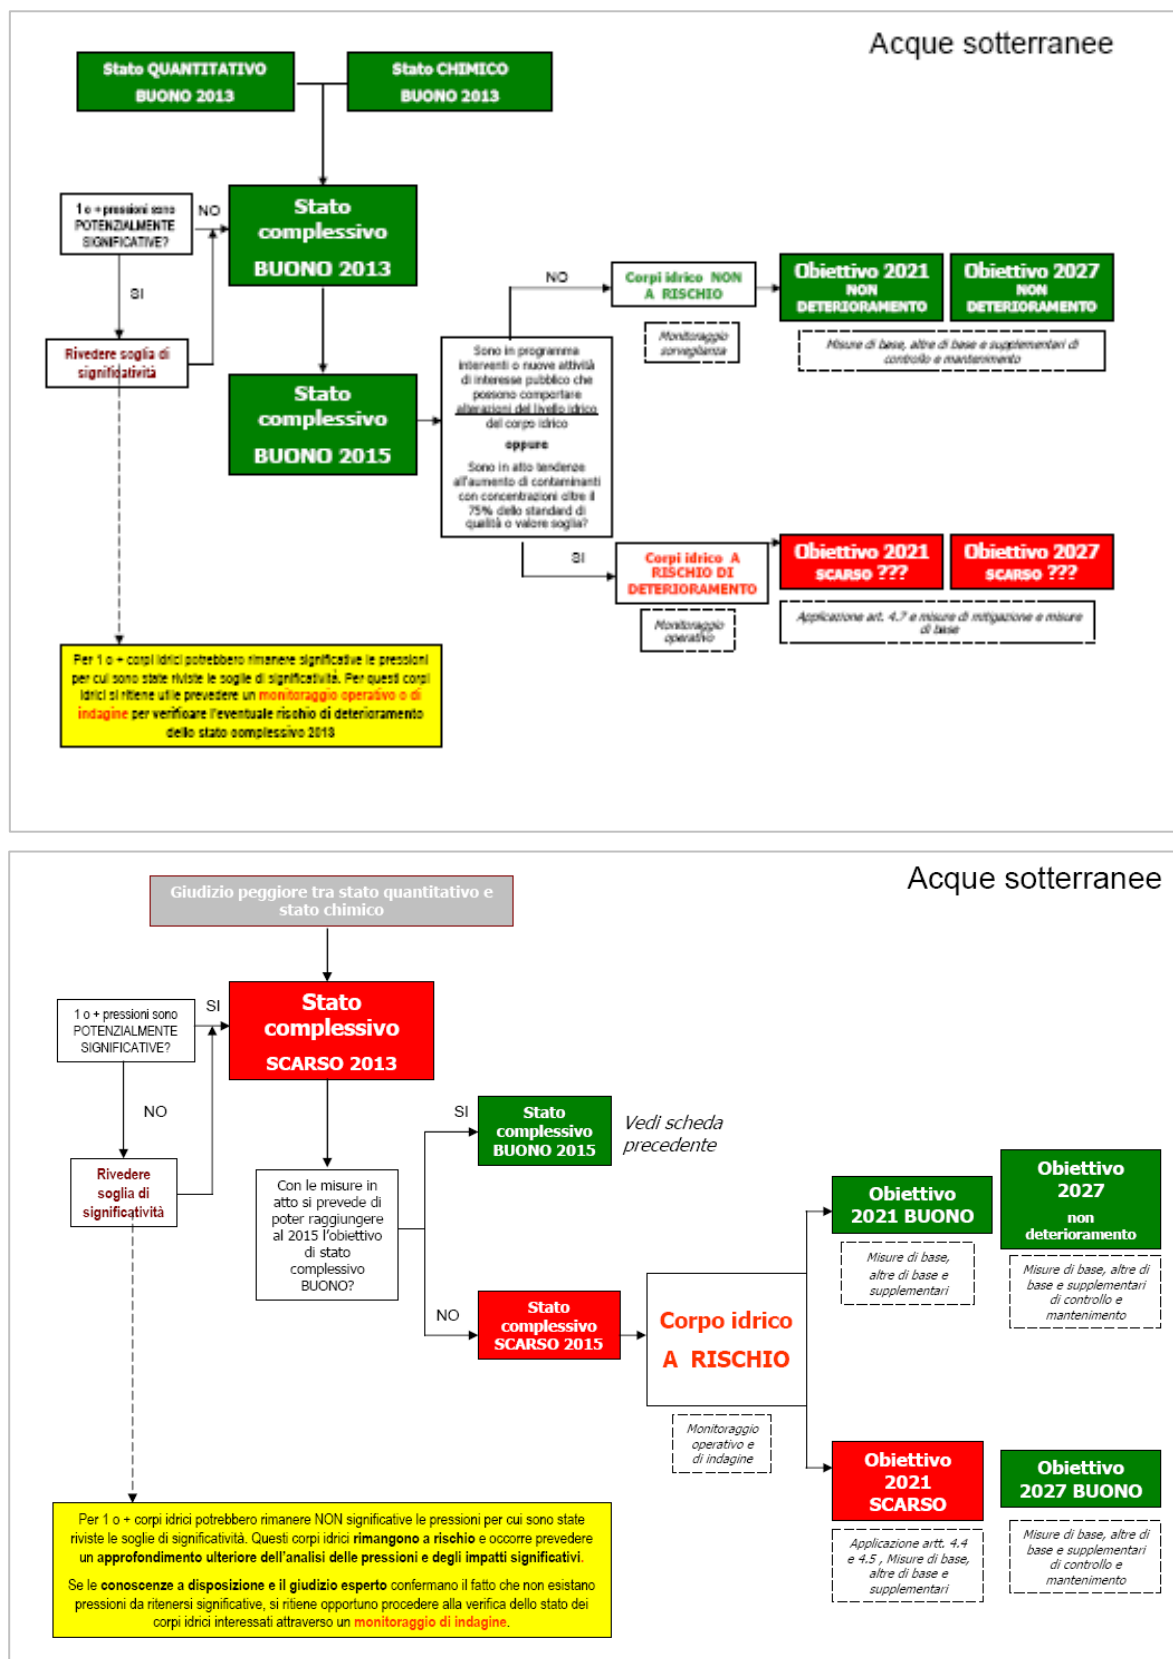 Acque sotterranee
Stato QUANTITATIVO
BUONO 2013
Stato CHIMICO
BUONO 2013
1 o + pressioni sono
POTENZIALMENTE
SIGNIFICATIVE?
NO
Stato
complessivo
BUONO 2013
SI
Rivedere soglia di
significatività
Stato
complessivo
BUONO 2015
Sono in programma
interventi o nuove attività
di interesse pubblico che
possono comportare
alterazioni del livello idrico
del corpo idrico
oppure
Sono in atto tendenze
all'aumento di contaminanti
con concentrazioni oltre il
75% dello standard di
qualità o valore soglia?
NO
Corpi idrico NON
A RISCHIO
Monitoraggio
sorveglianza
Obiettivo 2021
NON
DETERIORAMENTO
Obiettivo 2027
NON
DETERIORAMENTO
Misure di base, altre di base e supplementari di
controllo e mantenimento
SI
Corpi idrico A
RISCHIO DI
DETERIORAMENTO
Monitoraggio
operativo
Obiettivo 2021
SCARSO ???
Obiettivo 2027
SCARSO ???
Applicazione art. 4.7 e misure di mitigazione e misure
di base
Per 1 o + corpi idrici potrebbero rimanere significative le pressioni
per cui sono state riviste le soglie di significatività. Per questi corpi
idrici si ritiene utile prevedere un monitoraggio operativo o di
indagine per verificare l'eventuale rischio di deterioramento
dello stato complessivo 2013
Acque sotterranee
Giudizio peggiore tra stato quantitativo e
stato chimico
1 o + pressioni sono
POTENZIALMENTE
SIGNIFICATIVE?
SI
Stato
complessivo
SCARSO 2013
NO
Rivedere
soglia di
significatività
Con le misure in
atto si prevede di
poter raggiungere
al 2015 l'obiettivo
di stato
complessivo
BUONO?
SI
Stato
complessivo
BUONO 2015
Vedi scheda
precedente
NO
Stato
complessivo
SCARSO 2015
Corpo idrico
A RISCHIO
Monitoraggio
operativo e
di indagine
Obiettivo
2021 BUONO
Misure di base,
altre di base e
supplementari
Obiettivo
2027
non
deterioramento
Misure di base, altre di
base e supplementari
di controllo e
mantenimento
Obiettivo
2021
SCARSO
Applicazione artt. 4.4
e 4.5 , Misure di base,
altre di base e
supplementari
Obiettivo
2027 BUONO
Misure di base, altre di
base e supplementari
di controllo e
mantenimento
Per 1 o + corpi idrici potrebbero rimanere NON significative le pressioni per cui sono state
riviste le soglie di significatività. Questi corpi idrici rimangono a rischio e occorre prevedere
un approfondimento ulteriore dell'analisi delle pressioni e degli impatti significativi.
Se le conoscenze a disposizione e il giudizio esperto confermano il fatto che non esistano
pressioni da ritenersi significative, si ritiene opportuno procedere alla verifica dello stato dei
corpi idrici interessati attraverso un monitoraggio di indagine.